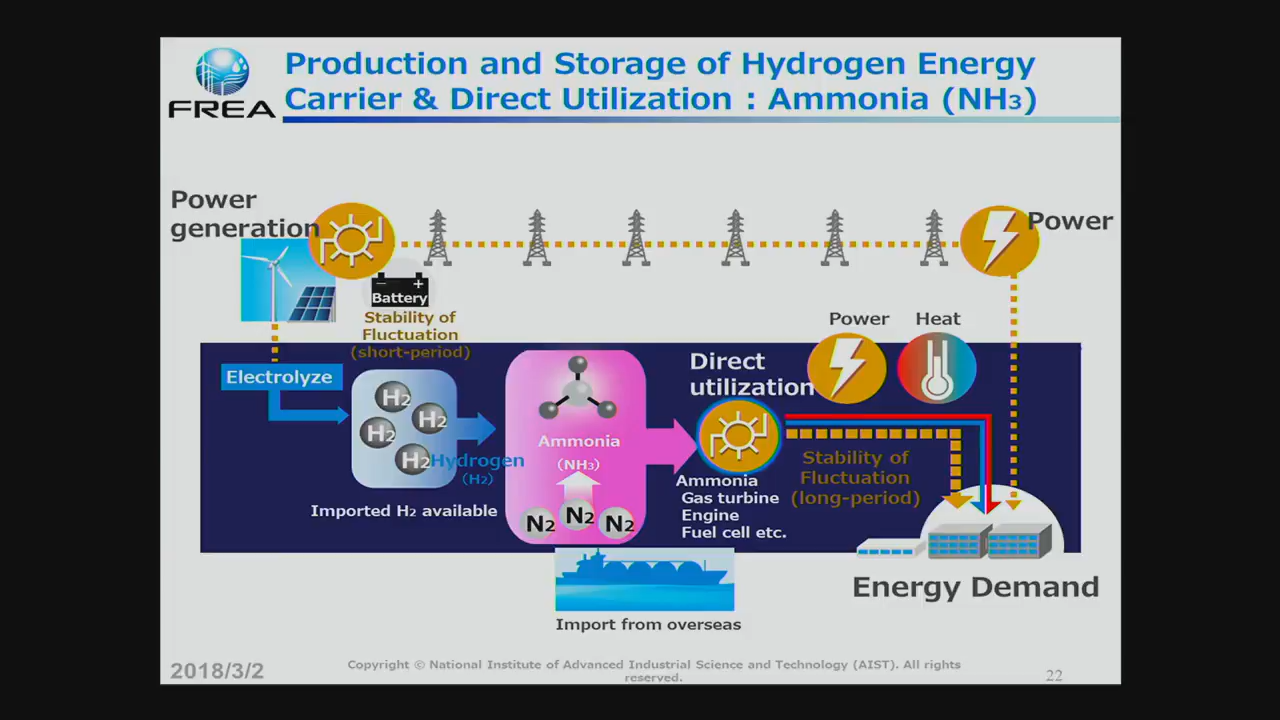 Production and Storage of Hydrogen Energy
Carrier & Direct Utilization : Ammonia (NH3)
FREA
Power
generation
Power
Battery
Stability of
Fluctuation
(short-period)
Power
Heat
Electrolyze
Direct
utilization
H2
H2
H2
H2
Hydrogen
(H2)
Imported H2 available
Ammonia
(NH3)
N2
N2
N2
Ammonia
Gas turbine
Engine
Fuel cell etc.
Stability of
Fluctuation
(long-period)
Energy Demand
Import from overseas
2018/3/2
Copyright © National Institute of Advanced Industrial Science and Technology (AIST). All rights
reserved.
22